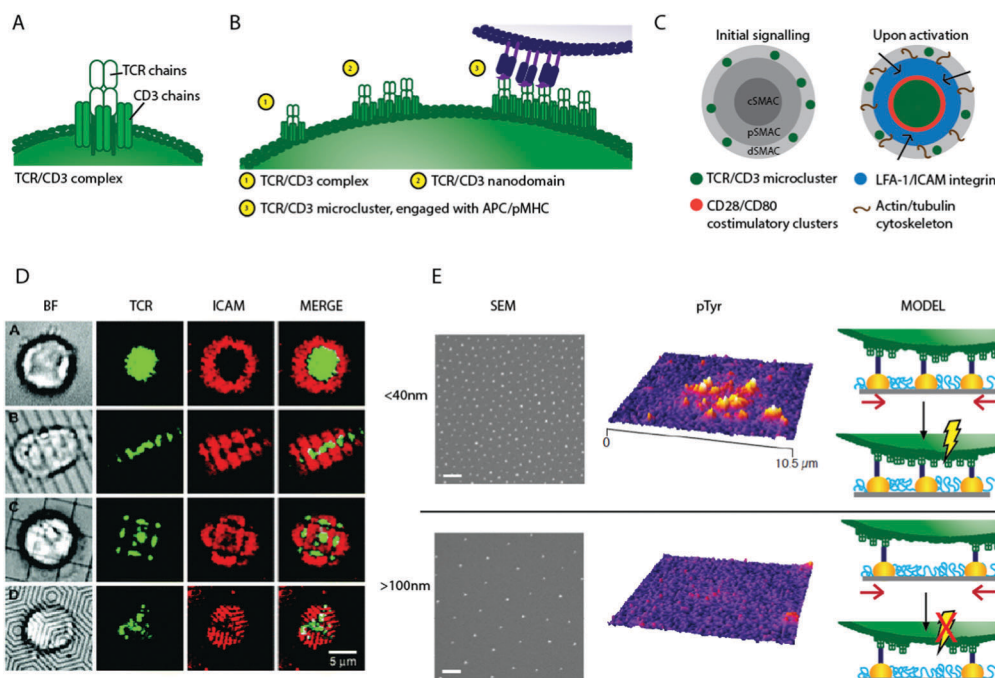 A
TCR chains
CD3 chains
TCR/CD3 complex
B
1
2
3
1 TCR/CD3 complex
2 TCR/CD3 nanodomain
3 TCR/CD3 microcluster, engaged with APC/pMHC
C
Initial signalling
Upon activation
cSMAC
pSMAC
dSMAC
TCR/CD3 microcluster
LFA-1/ICAM integrin
CD28/CD80
costimulatory clusters
Actin/tubulin
cytoskeleton
D
BF
TCR
ICAM
MERGE
A
B
C
D
5 μm
E
SEM
pTyr
MODEL
<40nm
0
10.5 μm
>100nm